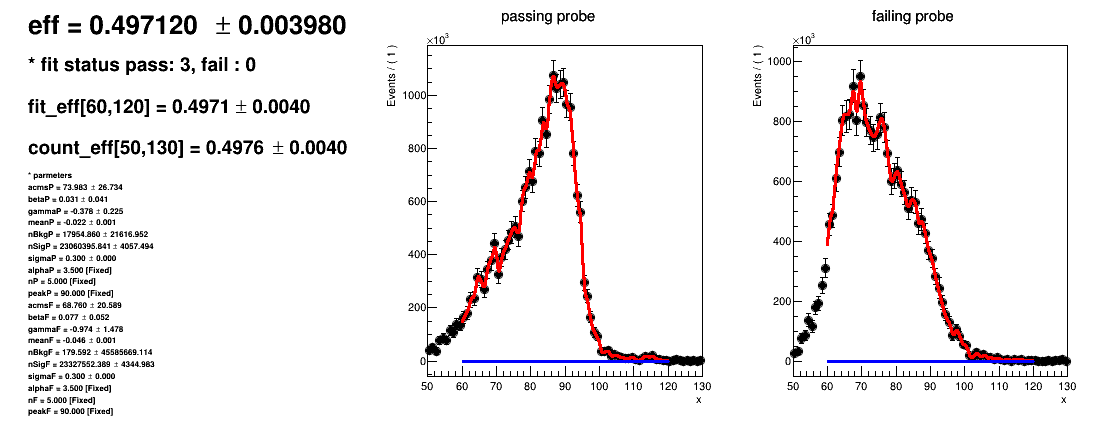 eff = 0.497120 ± 0.003980
* fit status pass: 3, fail : 0
fit_eff[60,120] = 0.4971 ± 0.0040
count_eff[50,130] = 0.4976 ± 0.0040
* parmeters
acmsP = 73.983 ± 26.734
betaP = 0.031 ± 0.041
gammaP = -0.378 ± 0.225
meanP = -0.022 ± 0.001
nBkgP = 17954.860 ± 21616.952
nSigP = 23060395.841 ± 4057.494
sigmaP = 0.300 ± 0.000
alphaP = 3.500 [Fixed]
nP = 5.000 [Fixed]
peakP = 90.000 [Fixed]
acmsF = 68.760 ± 20.589
betaF = 0.077 ± 0.052
gammaF = -0.974 ± 1.478
meanF = -0.046 ± 0.001
nBkgF = 179.592 ± 45585669.114
nSigF = 23327552.389 ± 4344.983
sigmaF = 0.300 ± 0.000
alphaF = 3.500 [Fixed]
nF = 5.000 [Fixed]
peakF = 90.000 [Fixed]
passing probe
×10³
Events / ( 1 )
1000
800
600
400
200
0
50 60 70 80 90 100 110 120 130
x
failing probe
×10³
Events / ( 1 )
1000
800
600
400
200
0
50 60 70 80 90 100 110 120 130
x